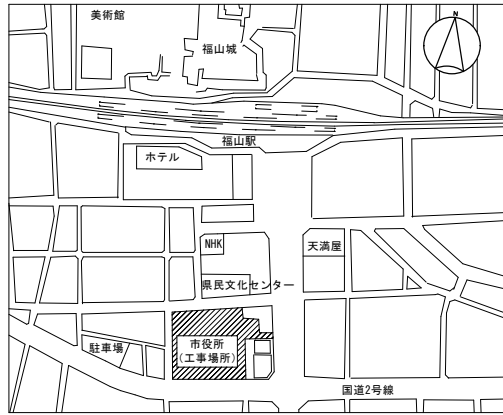 美術館
N
福山城
福山駅
ホテル
NHK
天満屋
県民文化センター
市役所
(工事場所)
駐車場
国道2号線